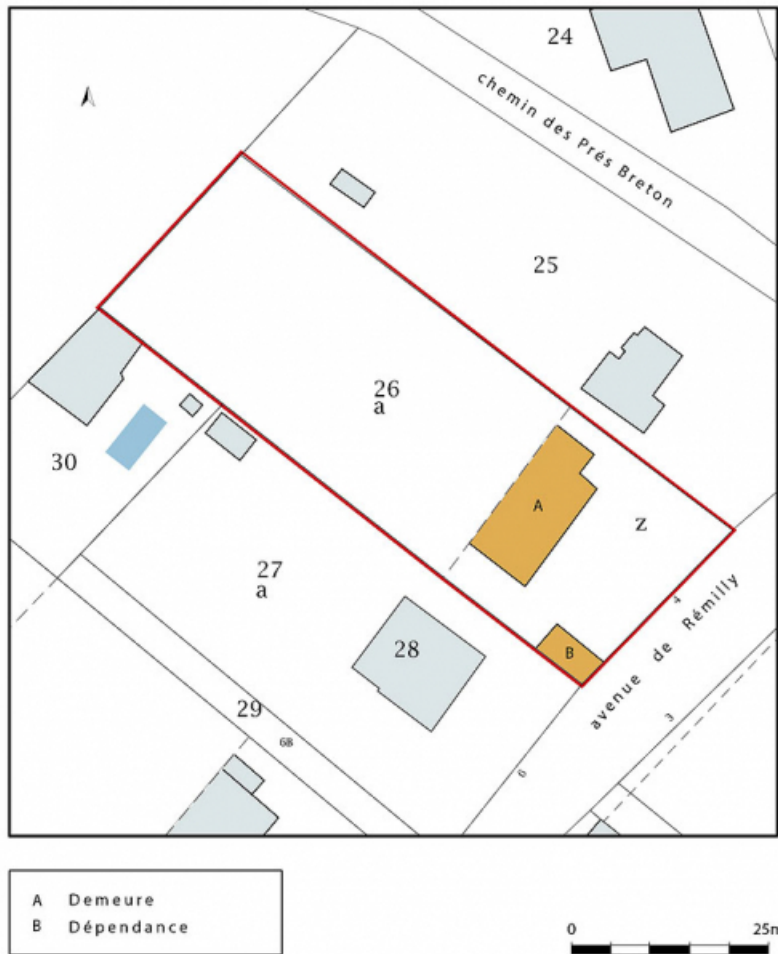 24
chemin des Prés Breton
25
26
a
A
z
30
27
a
28
B
4
avenue de Rémilly
3
29
6B
6
A Demeure
B Dépendance
0 25m